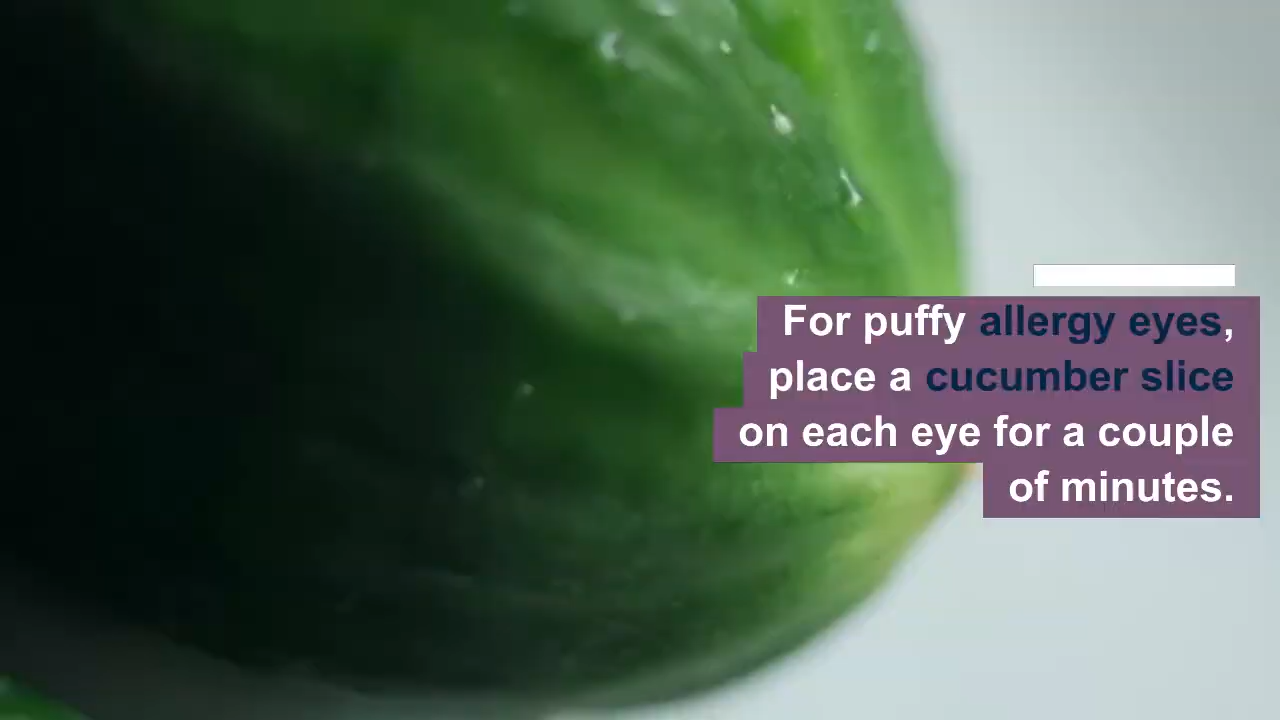 For puffy allergy eyes,
place a cucumber slice
on each eye for a couple
of minutes.